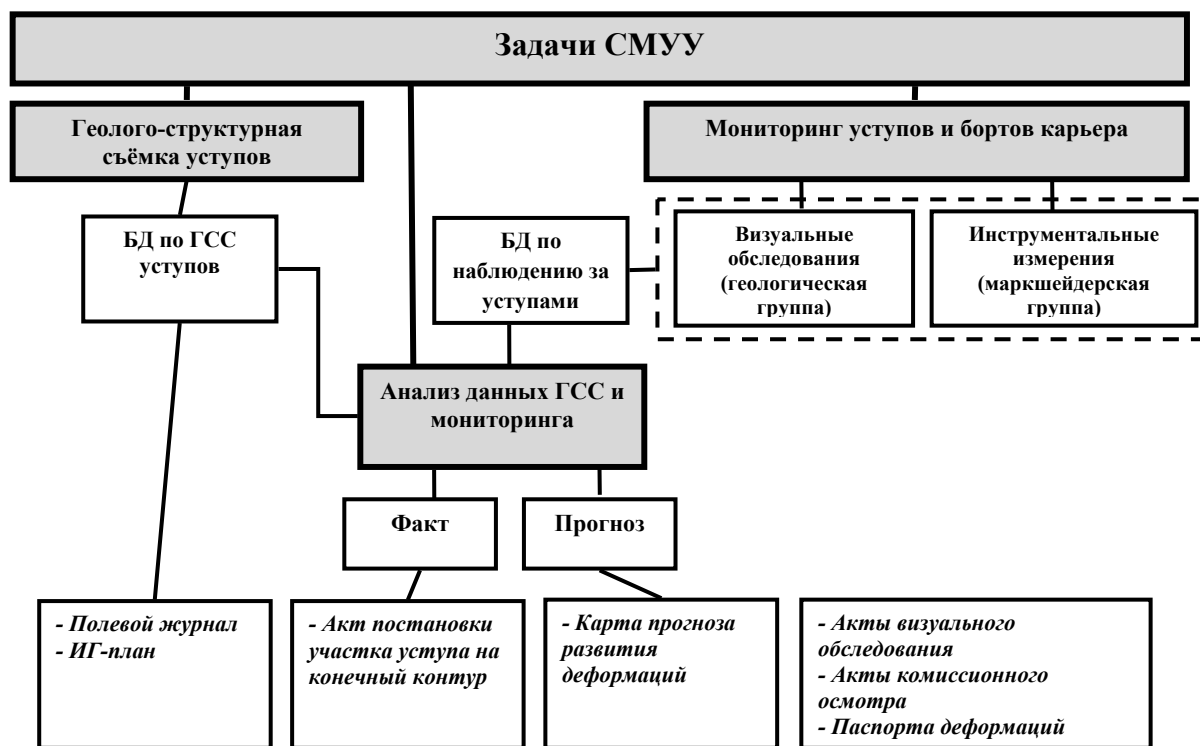 Задачи СМУУ
Геолого-структурная
съёмка уступов
Мониторинг уступов и бортов карьера
БД по ГСС
уступов
БД по
наблюдению за
уступами
Визуальные
обследования
(геологическая
группа)
Инструментальные
измерения
(маркшейдерская
группа)
Анализ данных ГСС и
мониторинга
Факт
Прогноз
- Полевой журнал
- ИГ-план
- Акт постановки
участка уступа на
конечный контур
- Карта прогноза
развития
деформаций
- Акты визуального
обследования
- Акты комиссионного
осмотра
- Паспорта деформаций